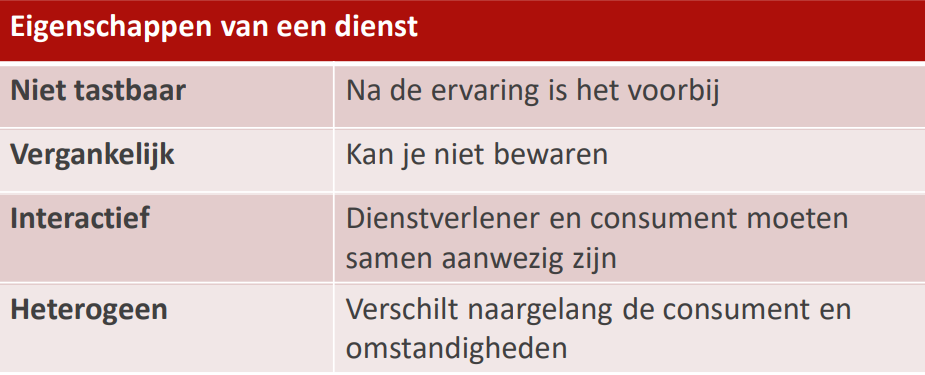 Eigenschappen van een dienst
Niet tastbaar
Na de ervaring is het voorbij
Vergankelijk
Kan je niet bewaren
Interactief
Dienstverlener en consument moeten
samen aanwezig zijn
Heterogeen
Verschilt naargelang de consument en
omstandigheden